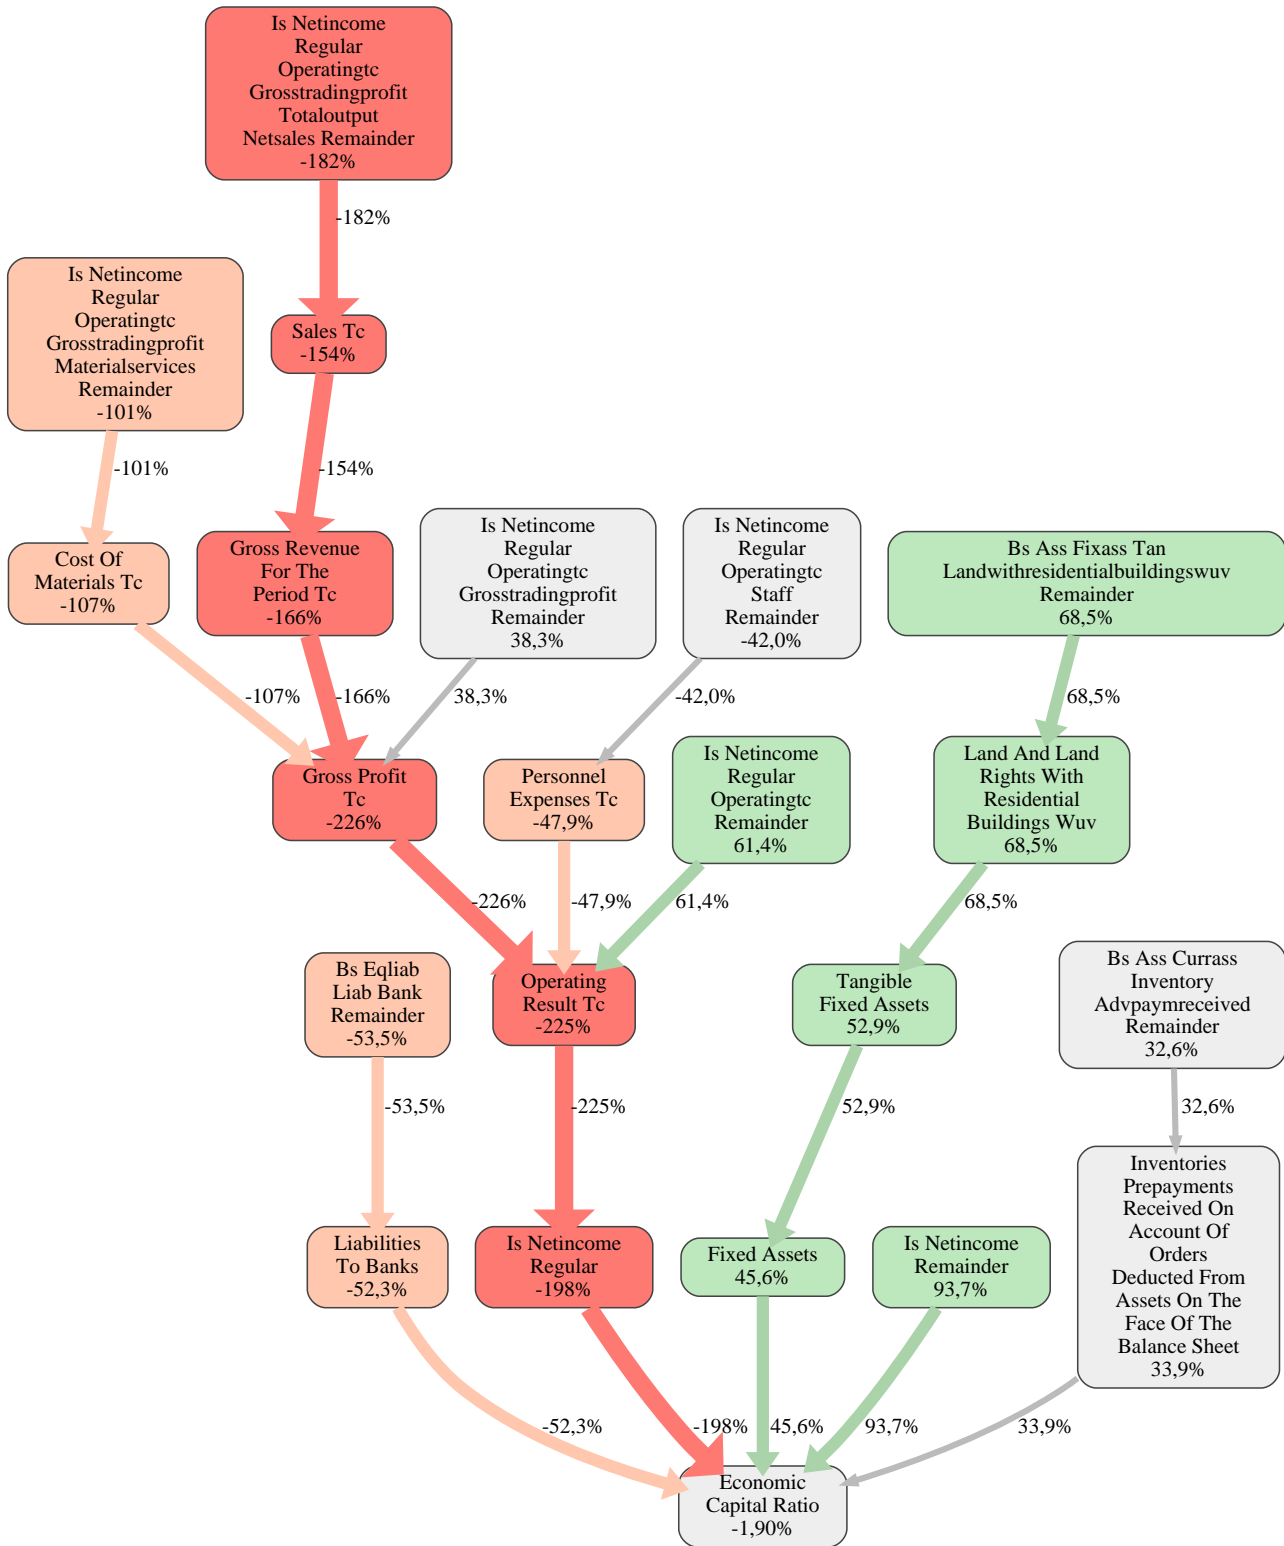 Is Netincome
Regular
Operatingtc
Grosstradingprofit
Totaloutput
Netsales Remainder
-182%
-182%
Is Netincome
Regular
Operatingtc
Grosstradingprofit
Materialservices
Remainder
-101%
Sales Tc
-154%
-101%
-154%
Cost Of
Materials Tc
-107%
Gross Revenue
For The
Period Tc
-166%
Is Netincome
Regular
Operatingtc
Grosstradingprofit
Remainder
38,3%
Is Netincome
Regular
Operatingtc
Staff
Remainder
-42,0%
Bs Ass Fixass Tan
Landwithresidentialbuildingswuv
Remainder
68,5%
-107%
-166%
38,3%
-42,0%
68,5%
Gross Profit
Tc
-226%
Personnel
Expenses Tc
-47,9%
Is Netincome
Regular
Operatingtc
Remainder
61,4%
Land And Land
Rights With
Residential
Buildings Wuv
68,5%
-226%
-47,9%
61,4%
68,5%
Bs Eqliab
Liab Bank
Remainder
-53,5%
Operating
Result Tc
-225%
Tangible
Fixed Assets
52,9%
Bs Ass Currass
Inventory
Advpaymreceived
Remainder
32,6%
-53,5%
-225%
52,9%
32,6%
Liabilities
To Banks
-52,3%
Is Netincome
Regular
-198%
Fixed Assets
45,6%
Is Netincome
Remainder
93,7%
Inventories
Prepayments
Received On
Account Of
Orders
Deducted From
Assets On The
Face Of The
Balance Sheet
33,9%
-52,3%
-198%
45,6%
93,7%
33,9%
Economic
Capital Ratio
-1,90%